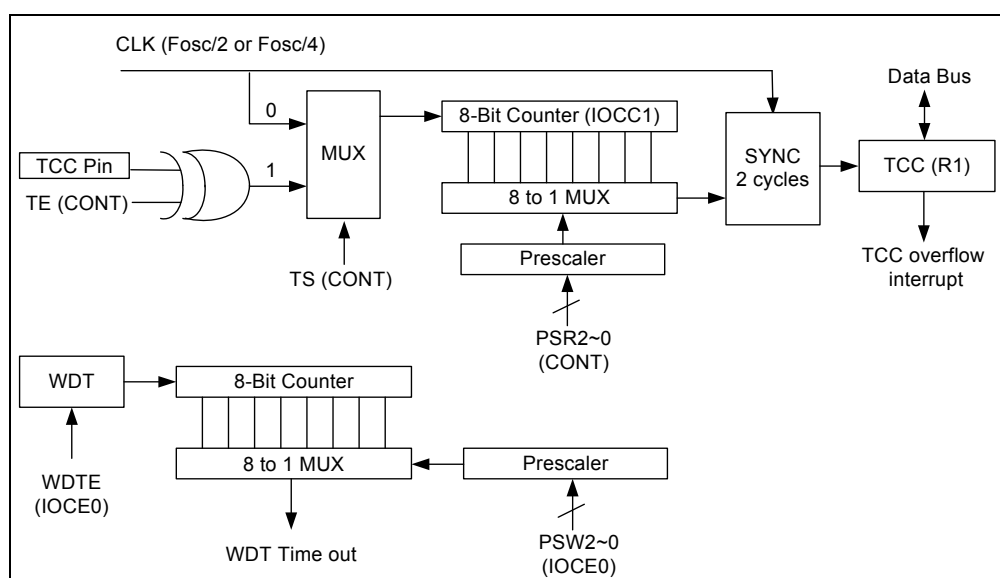 CLK (Fosc/2 or Fosc/4)
Data Bus
0
8-Bit Counter (IOCC1)
MUX
SYNC
2 cycles
TCC (R1)
TCC Pin
1
TE (CONT)
8 to 1 MUX
Prescaler
TS (CONT)
TCC overflow
interrupt
PSR2~0
(CONT)
WDT
8-Bit Counter
8 to 1 MUX
Prescaler
WDTE
(IOCE0)
WDT Time out
PSW2~0
(IOCE0)